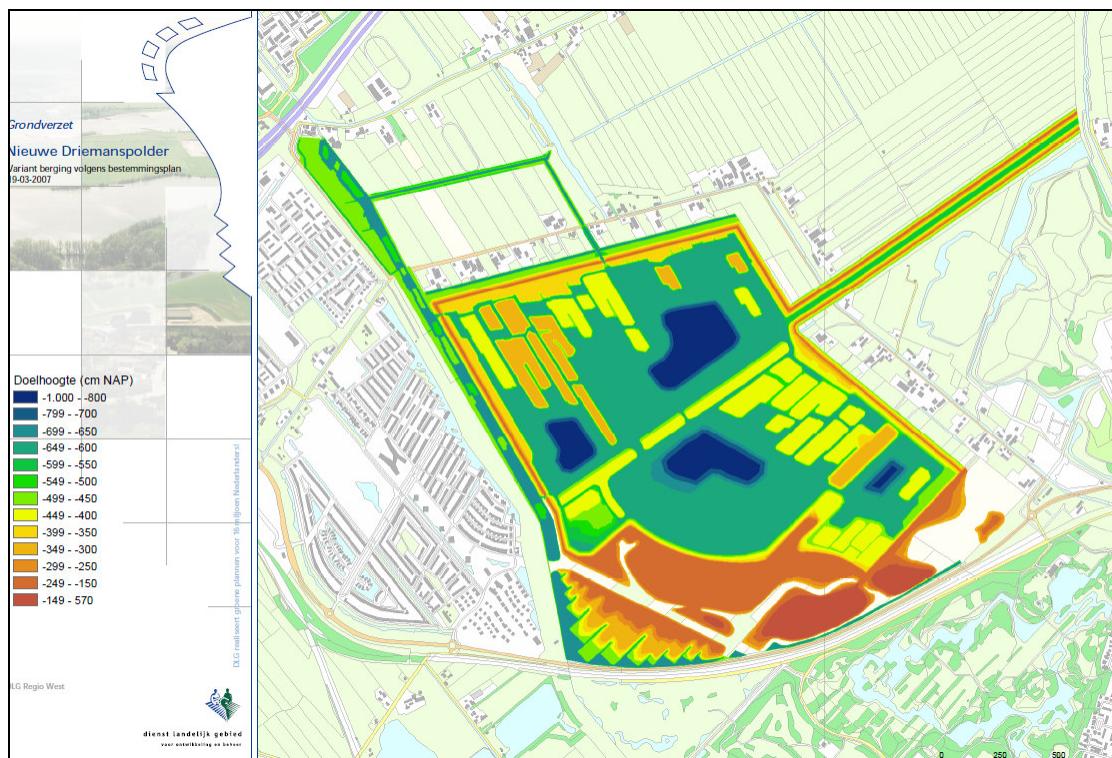 Grondverzet
Nieuwe Driemanspolder
Variant berging volgens bestemmingsplan
19-03-2007
Doelhoogte (cm NAP)
-1.000 - -800
-799 - -700
-699 - -650
-649 - -600
-599 - -550
-549 - -500
-499 - -450
-449 - -400
-399 - -350
-349 - -300
-299 - -250
-249 - -150
-149 - 570
DLG realiseert groene plannen voor 16 miljoen Nederlanders!
DLG Regio West
dienst landelijk gebied
voor ontwikkeling en beheer
0 250 500